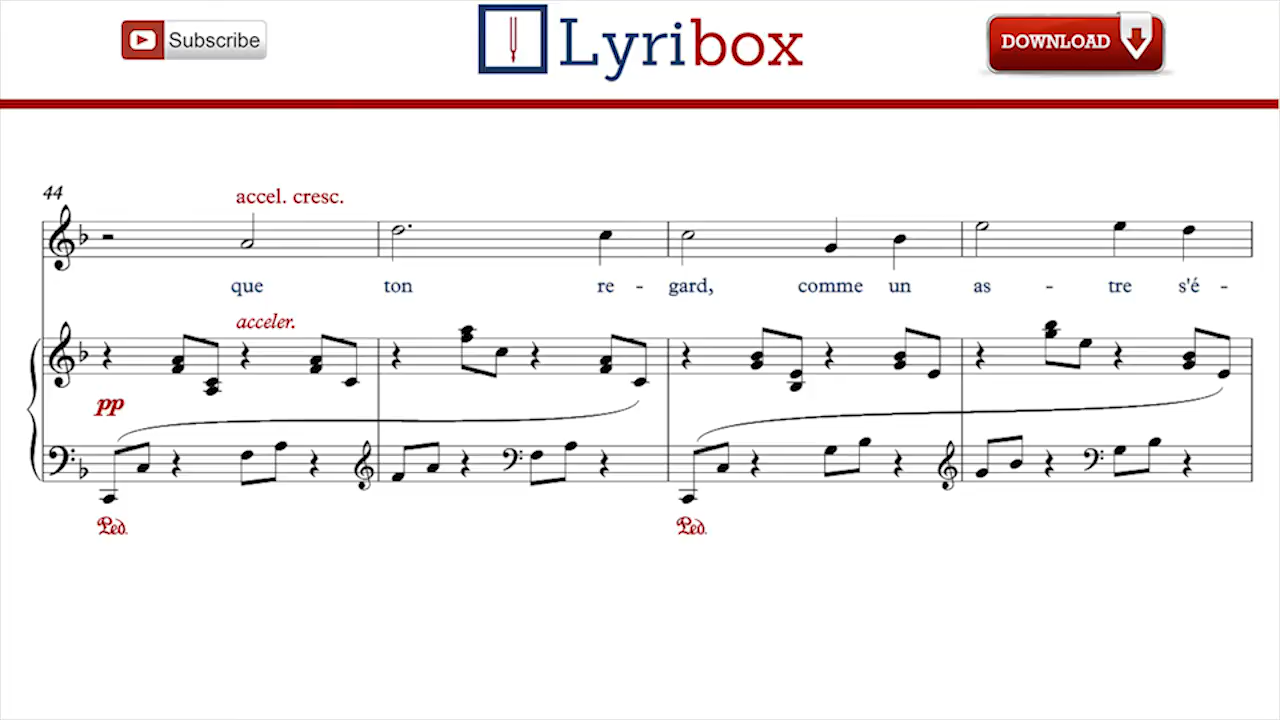 Subscribe
Lyribox
DOWNLOAD
44
accel. cresc.
que ton re - gard, comme un as - tre s'é -
acceler.
pp
Ped. Ped.